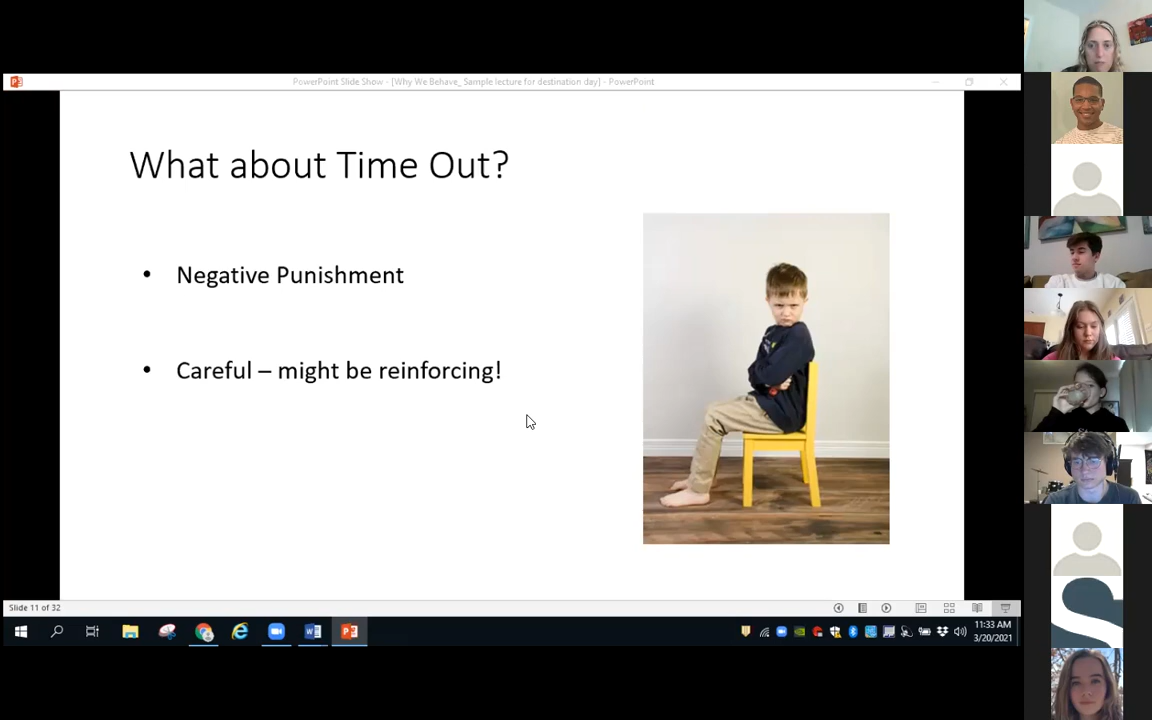 PowerPoint Slide Show - [Why We Behave_ Sample lecture for destination day] - PowerPoint
What about Time Out?
• Negative Punishment
• Careful – might be reinforcing!
Slide 11 of 32
11:33 AM
3/20/2021
S